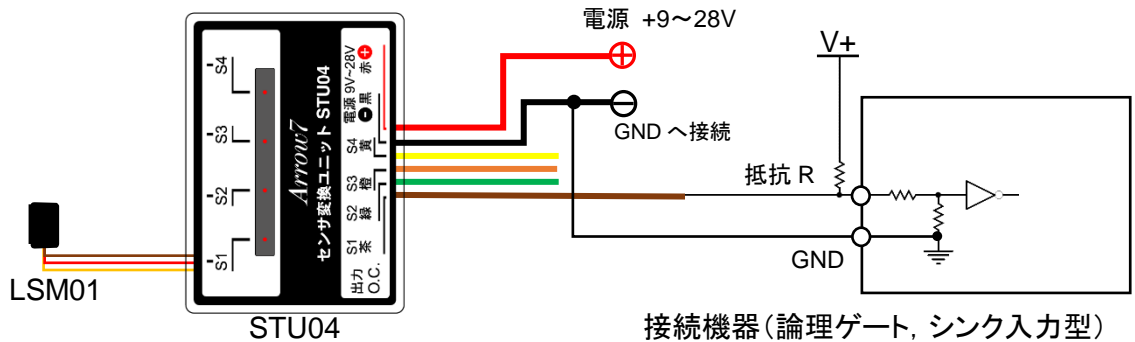 電源 +9～28V
V+
GND へ接続
抵抗 R
GND
S4
S3
S2
S1
Arrow7
センサ変換ユニット STU04
電源 9V~28V
黒 赤
S4 黄
S3 橙
S2 緑
S1 茶
出力 O.C.
LSM01
STU04
接続機器（論理ゲート，シンク入力型）